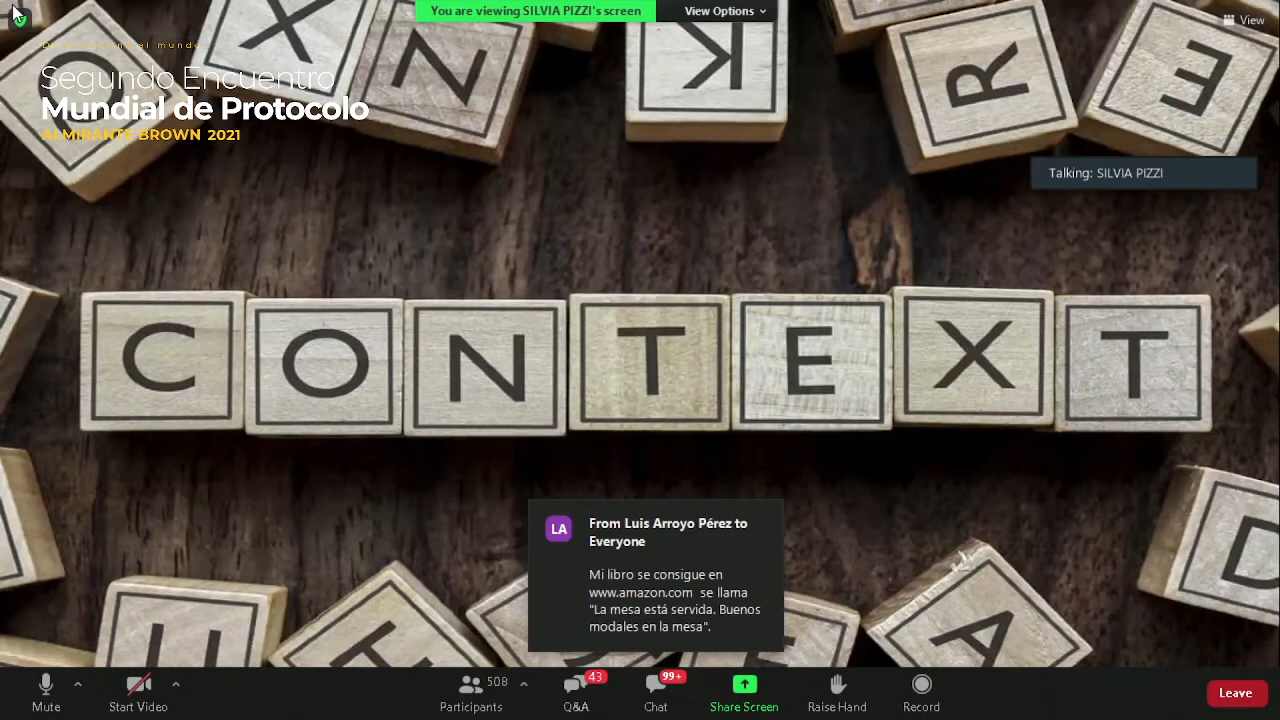 You are viewing SILVIA PIZZI's screen
View Options
View
Segundo Encuentro
Mundial de Protocolo
ALMIRANTE BROWN 2021
X
Z
K
R
E
Talking: SILVIA PIZZI
CONTEXT
D
A
LA
From Luis Arroyo Pérez to
Everyone
Mi libro se consigue en
www.amazon.com se llama
"La mesa está servida. Buenos
modales en la mesa".
Mute
Start Video
508
Participants
43
Q&A
99+
Chat
Share Screen
Raise Hand
Record
Leave